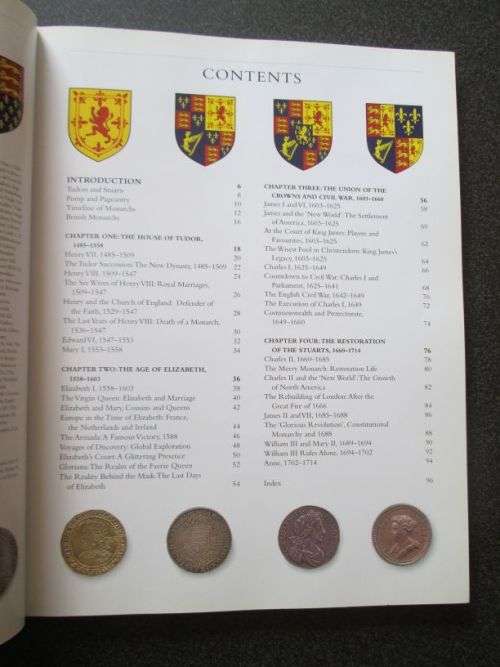 CONTENTS
INTRODUCTION 6
Tudors and Stuarts 8
Pomp and Pageantry 10
Timeline of Monarchs 12
British Monarchs 16
CHAPTER ONE: THE HOUSE OF TUDOR,
1485–1558 18
Henry VII, 1485–1509 20
The Tudor Succession: The New Dynasty, 1485–1509 22
Henry VIII, 1509–1547 24
The Six Wives of Henry VIII: Royal Marriages,
1509–1547 26
Henry and the Church of England: Defender of
the Faith, 1529–1547 28
The Last Years of Henry VIII: Death of a Monarch,
1536–1547 30
Edward VI, 1547–1553 32
Mary I, 1553–1558 34
CHAPTER TWO: THE AGE OF ELIZABETH,
1558–1603 36
Elizabeth I, 1558–1603 38
The Virgin Queen: Elizabeth and Marriage 40
Elizabeth and Mary, Cousins and Queens 42
Europe in the Time of Elizabeth: France,
the Netherlands and Ireland 44
The Armada: A Famous Victory, 1588 46
Voyages of Discovery: Global Exploration 48
Elizabeth's Court: A Glittering Presence 50
Gloriana: The Realm of the Faerie Queen 52
The Reality Behind the Mask: The Last Days
of Elizabeth 54
CHAPTER THREE: THE UNION OF THE
CROWNS AND CIVIL WAR, 1603–1660 56
James I and VI, 1603–1625 58
James and the 'New World': The Settlement
of America, 1603–1625 60
At the Court of King James: Players and
Favourites, 1603–1625 62
The Wisest Fool in Christendom: King James's
Legacy, 1603–1625 64
Charles I, 1625–1649 66
Countdown to Civil War: Charles I and
Parliament, 1625–1641 68
The English Civil War, 1642–1649 70
The Execution of Charles I, 1649 72
Commonwealth and Protectorate,
1649–1660 74
CHAPTER FOUR: THE RESTORATION
OF THE STUARTS, 1660–1714 76
Charles II, 1660–1685 78
The Merry Monarch: Restoration Life 80
Charles II and the 'New World': The Growth
of North America 82
The Rebuilding of London: After the
Great Fire of 1666 84
James II and VII, 1685–1688 86
The 'Glorious Revolution': Constitutional
Monarchy and 1688 88
William III and Mary II, 1689–1694 90
William III Rules Alone, 1694–1702 92
Anne, 1702–1714 94
Index 96